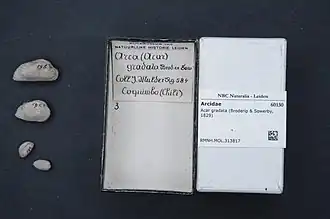 NATUURLIJKE HISTORIE LEIDEN
Arca (Acar)
gradata Brod en Sow
Coquimbo (Chili)
3
NBC Naturalis - Leiden
Arcidae 60130
Acar gradata (Broderip & Sowerby,
1829)
RMNH.MOL.313817